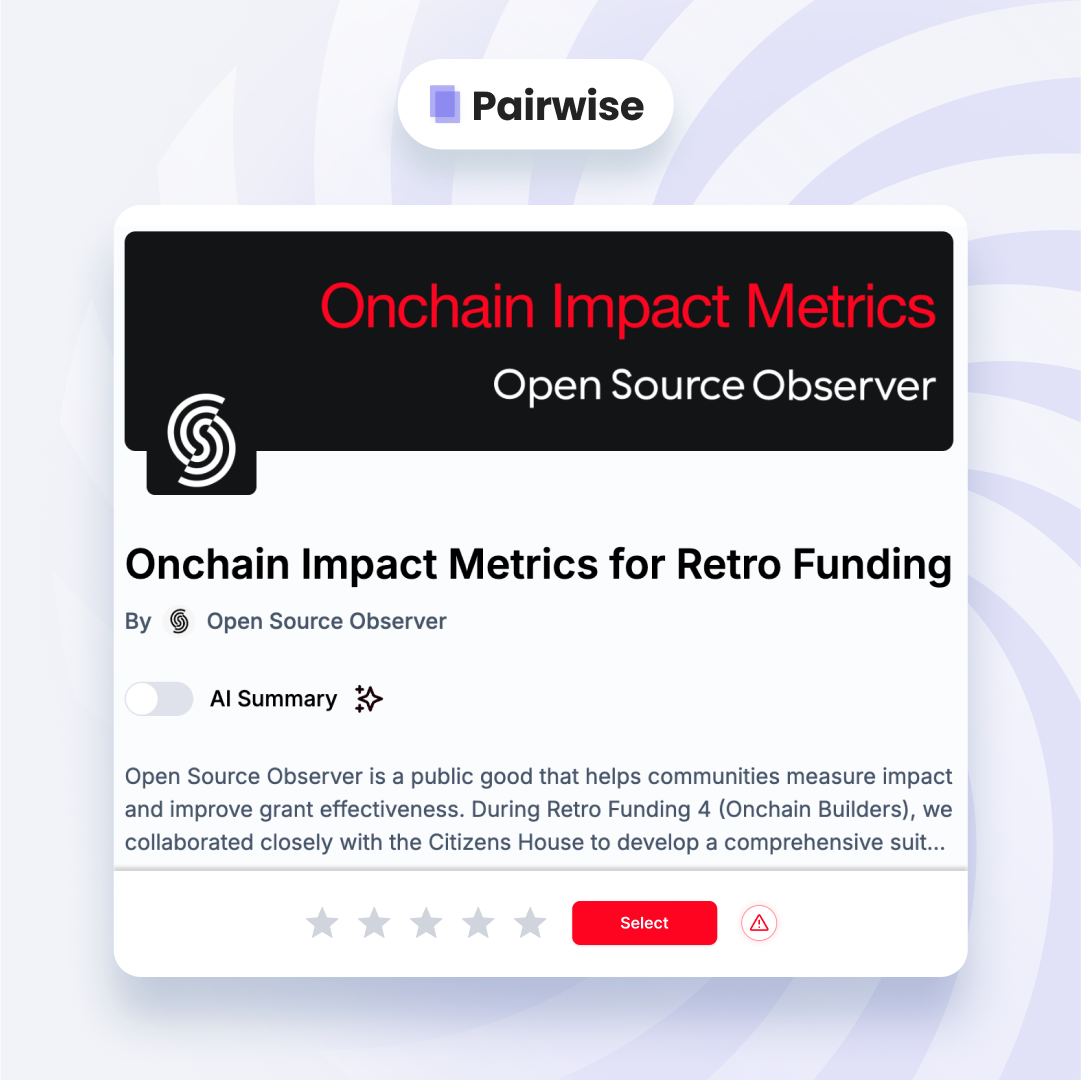 Pairwise
Onchain Impact Metrics
Open Source Observer
Onchain Impact Metrics for Retro Funding
By Open Source Observer
AI Summary
Open Source Observer is a public good that helps communities measure impact
and improve grant effectiveness. During Retro Funding 4 (Onchain Builders), we
collaborated closely with the Citizens House to develop a comprehensive suit...
Select